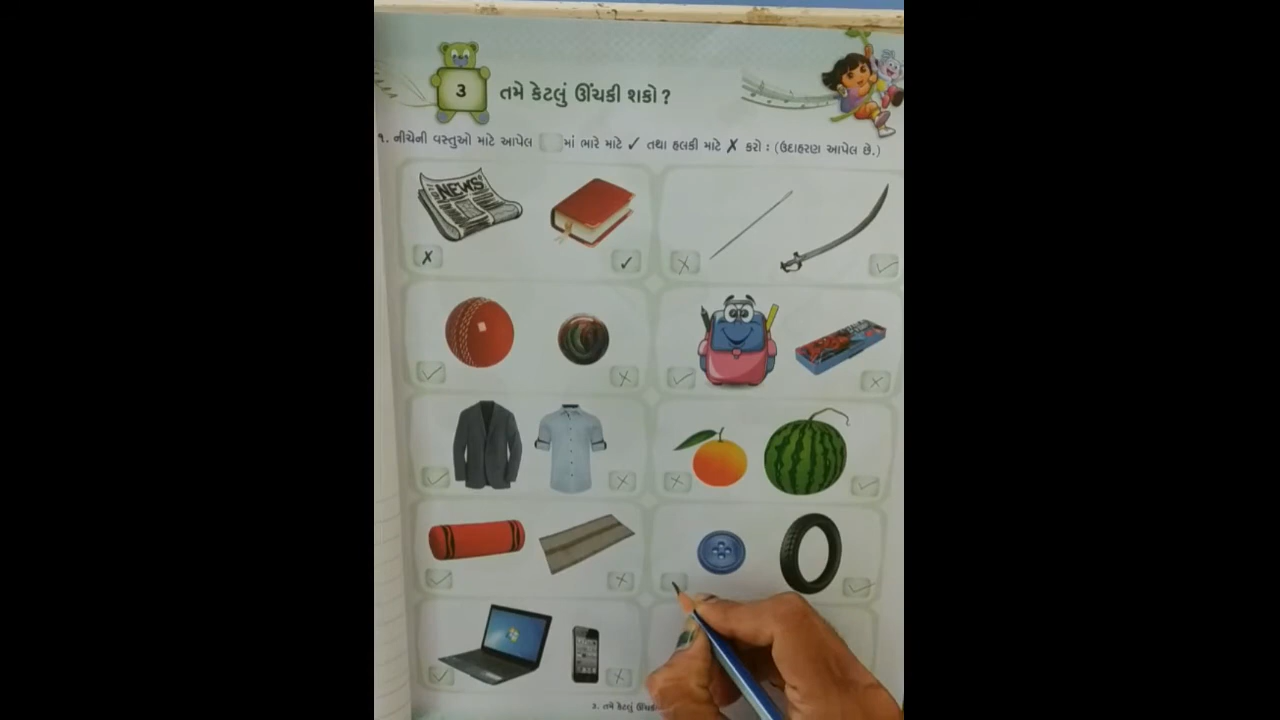 3
તમે કેટલું ઊંચકી શકો ?
૧. નીચેની વસ્તુઓ માટે આપેલ માં ભારે માટે ✓ તથા હલકી માટે ✗ કરો : (ઉદાહરણ આપેલ છે.)
NEWS